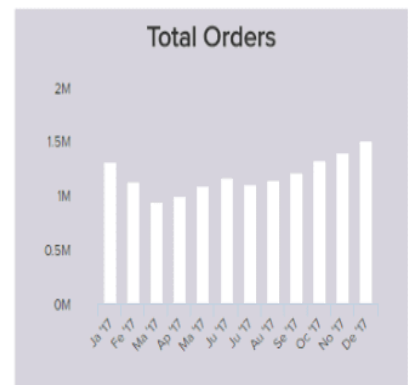 Total Orders
2M
1.5M
1M
0.5M
0M
Ja '17
Fe '17
Ma '17
Ap '17
Ma '17
Ju '17
Ju '17
Au '17
Se '17
Oc '17
No '17
De '17